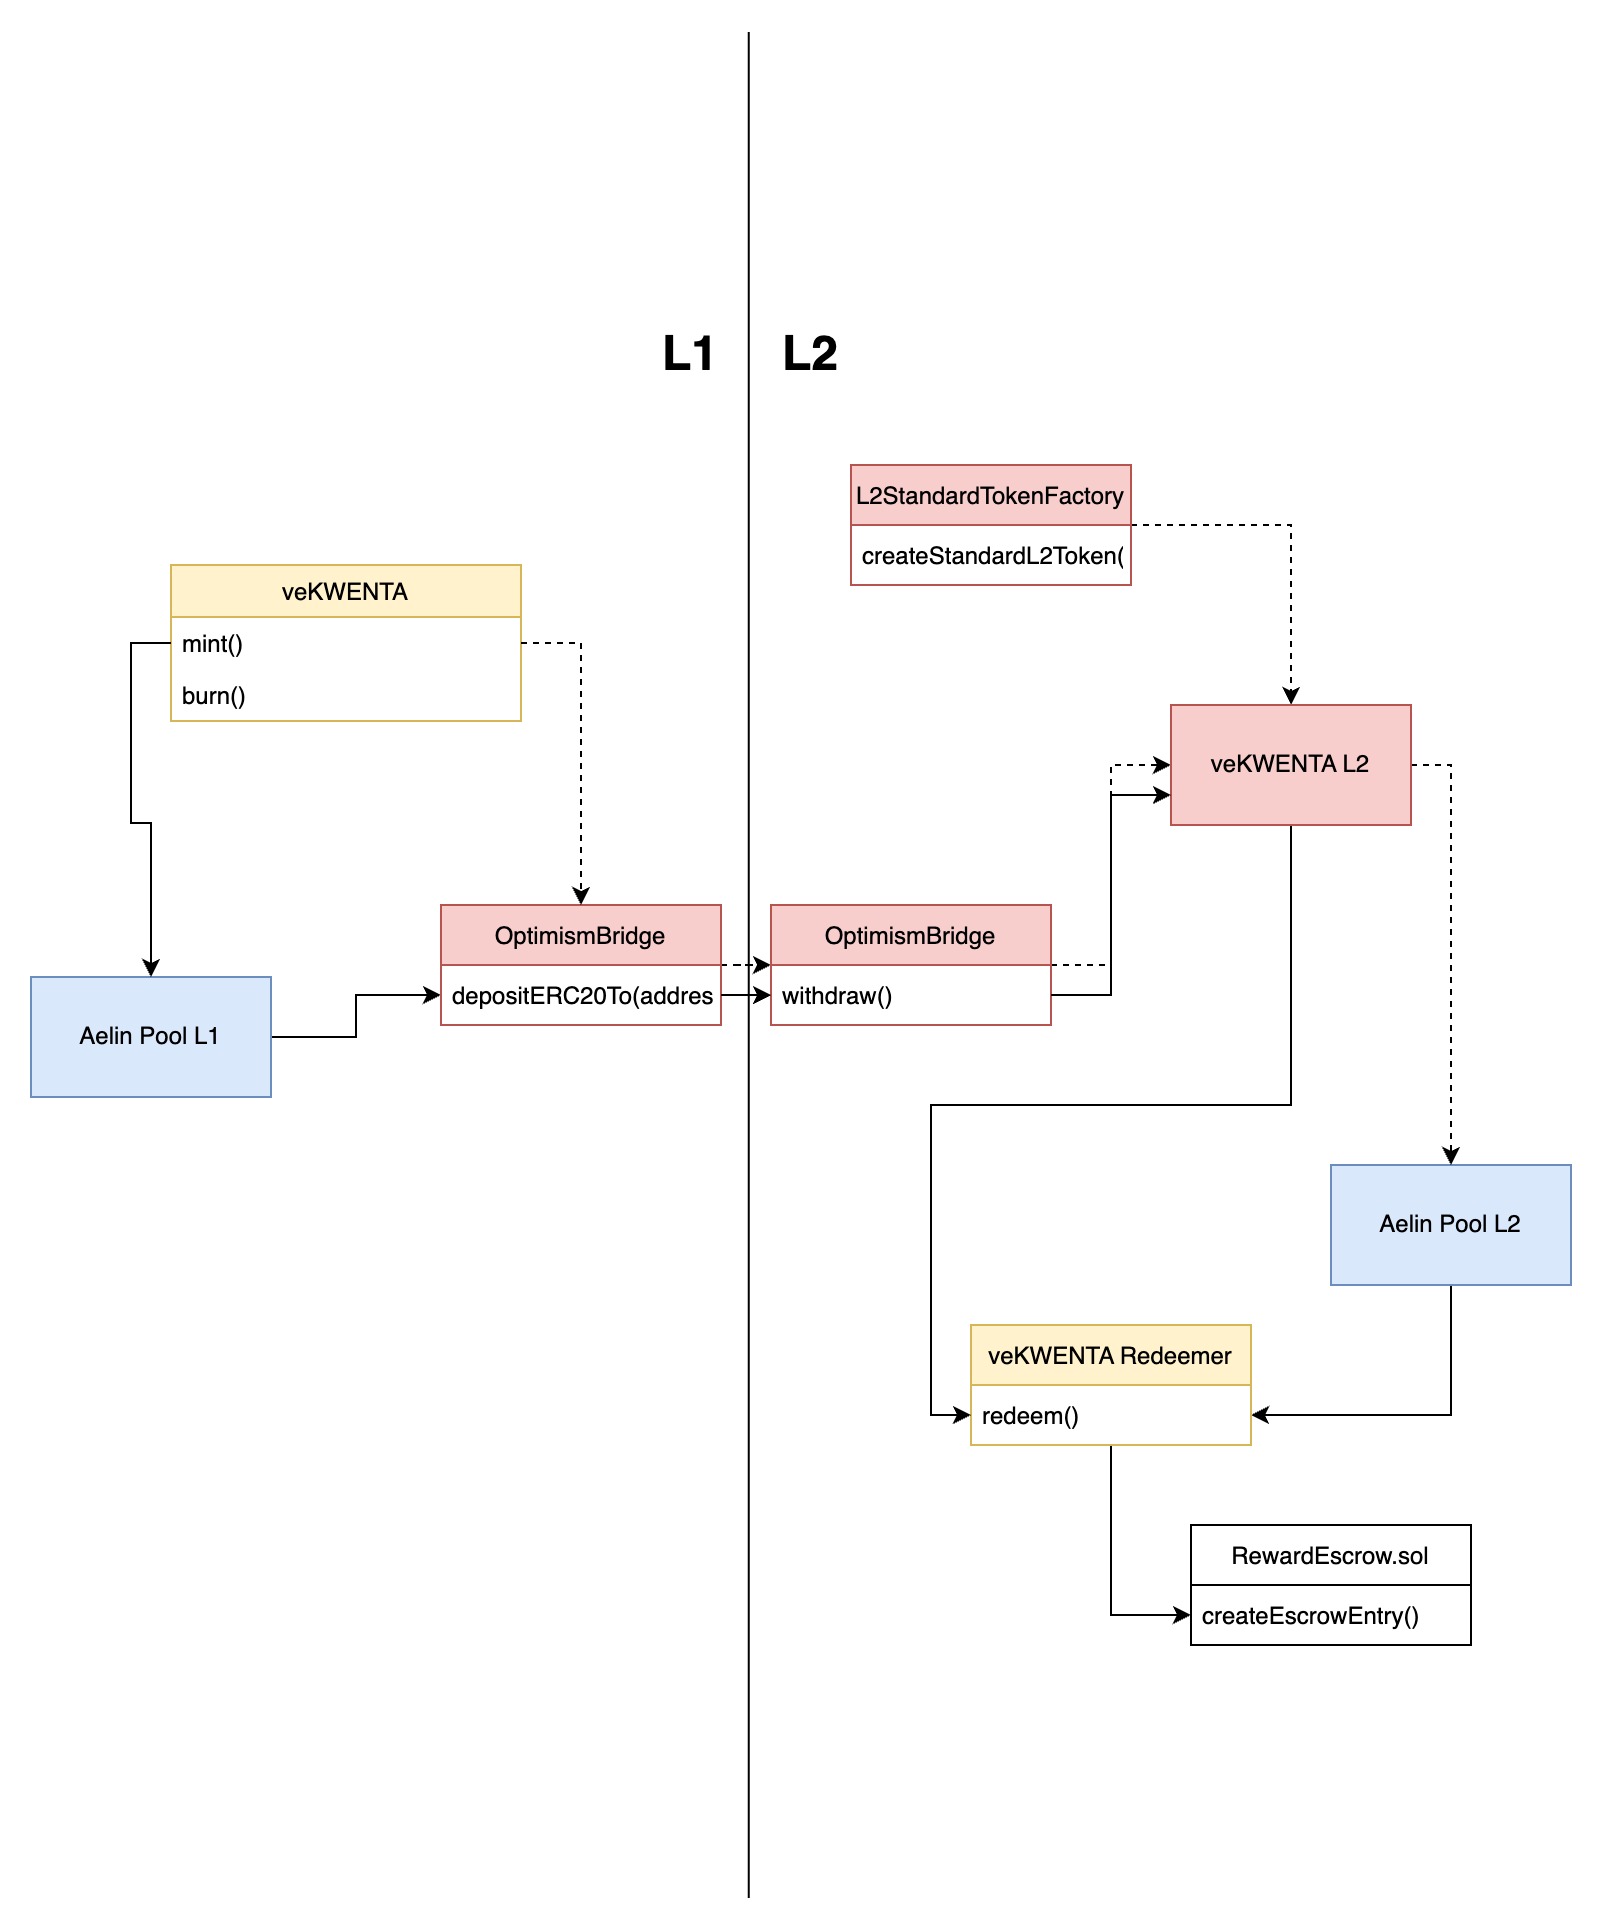 L1
L2
L2StandardTokenFactory
createStandardL2Token(
veKWENTA
mint()
burn()
veKWENTA L2
OptimismBridge
depositERC20To(addres
OptimismBridge
withdraw()
Aelin Pool L1
Aelin Pool L2
veKWENTA Redeemer
redeem()
RewardEscrow.sol
createEscrowEntry()